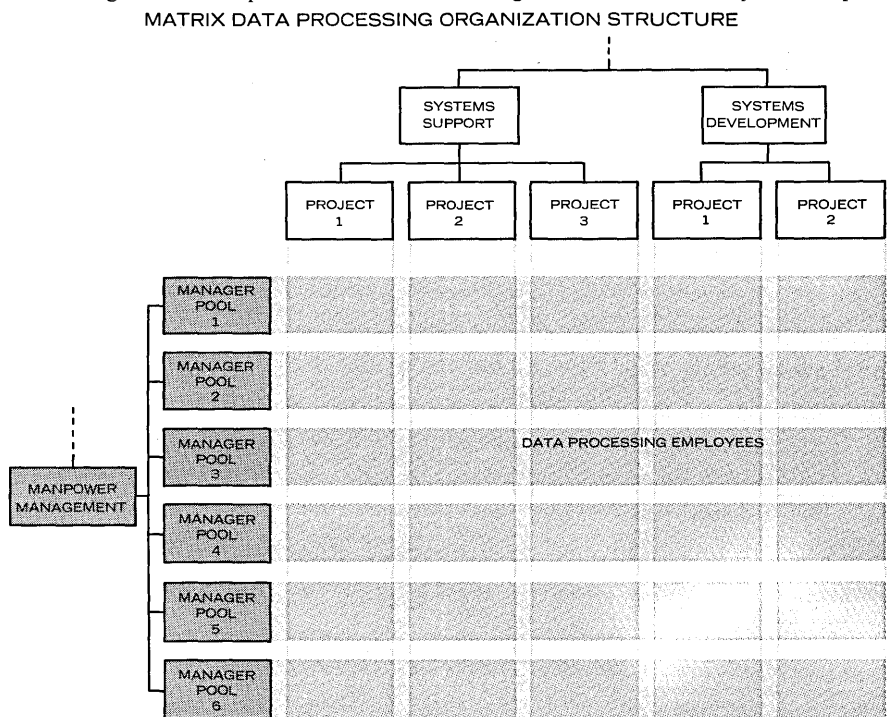 MATRIX DATA PROCESSING ORGANIZATION STRUCTURE
SYSTEMS
SUPPORT
SYSTEMS
DEVELOPMENT
PROJECT
1
PROJECT
2
PROJECT
3
PROJECT
1
PROJECT
2
MANAGER
POOL
1
MANAGER
POOL
2
MANAGER
POOL
3
DATA PROCESSING EMPLOYEES
MANPOWER
MANAGEMENT
MANAGER
POOL
4
MANAGER
POOL
5
MANAGER
POOL
6